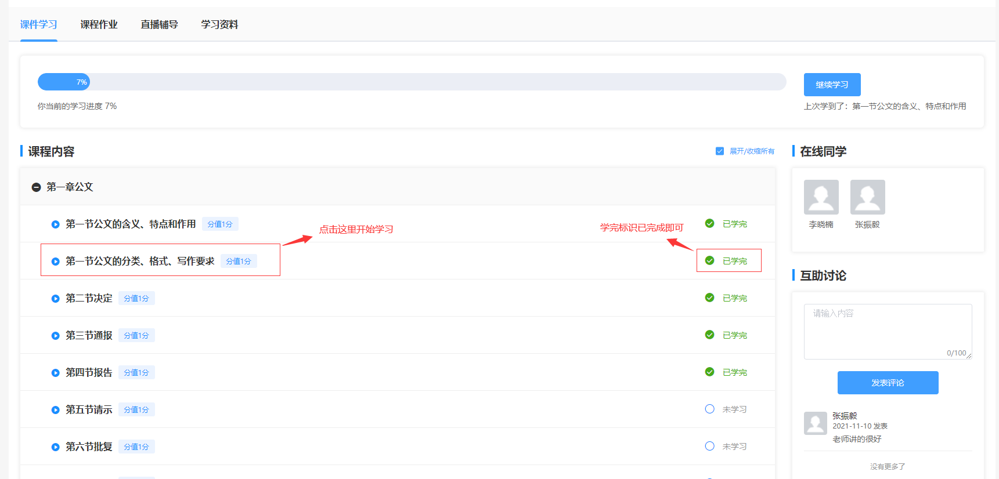 课件学习 课程作业 直播辅导 学习资料
7%
你当前的学习进度 7%
继续学习
上次学到了：第一节公文的含义、特点和作用
课程内容
展开/收缩所有
第一章公文
第一节公文的含义、特点和作用 分值1分 已学完
点击这里开始学习
学完标识已完成即可
第一节公文的分类、格式、写作要求 分值1分 已学完
第二节决定 分值1分 已学完
第三节通报 分值1分 已学完
第四节报告 分值1分 已学完
第五节请示 分值1分 未学习
第六节批复 分值1分 未学习
在线同学
李晓楠 张振毅
互助讨论
请输入内容
0/100
发表评论
张振毅
2021-11-10 发表
老师讲的很好
没有更多了